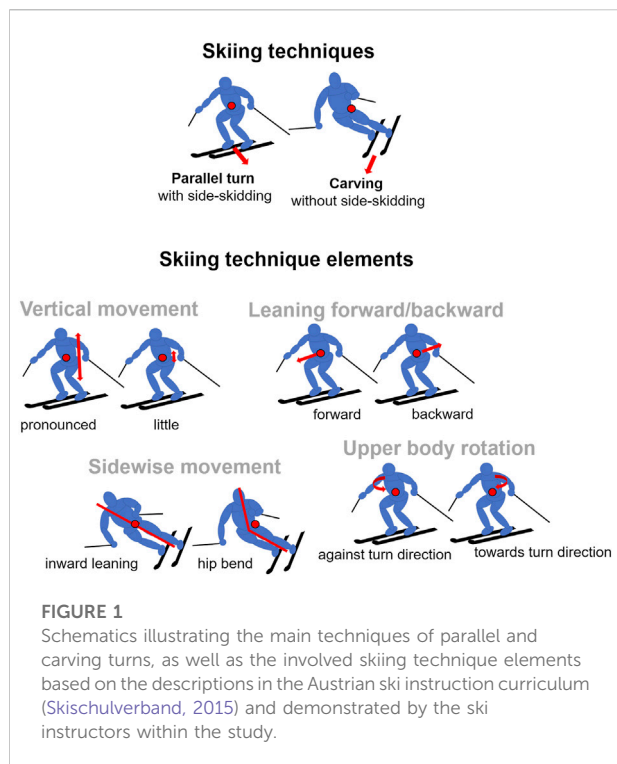 Skiing techniques
Parallel turn
with side-skidding
Carving
without side-skidding
Skiing technique elements
Vertical movement
pronounced
little
Leaning forward/backward
forward
backward
Sidewise movement
inward leaning
hip bend
Upper body rotation
against turn direction
towards turn direction
FIGURE 1
Schematics illustrating the main techniques of parallel and
carving turns, as well as the involved skiing technique elements
based on the descriptions in the Austrian ski instruction curriculum
(Skischulverband, 2015) and demonstrated by the ski
instructors within the study.